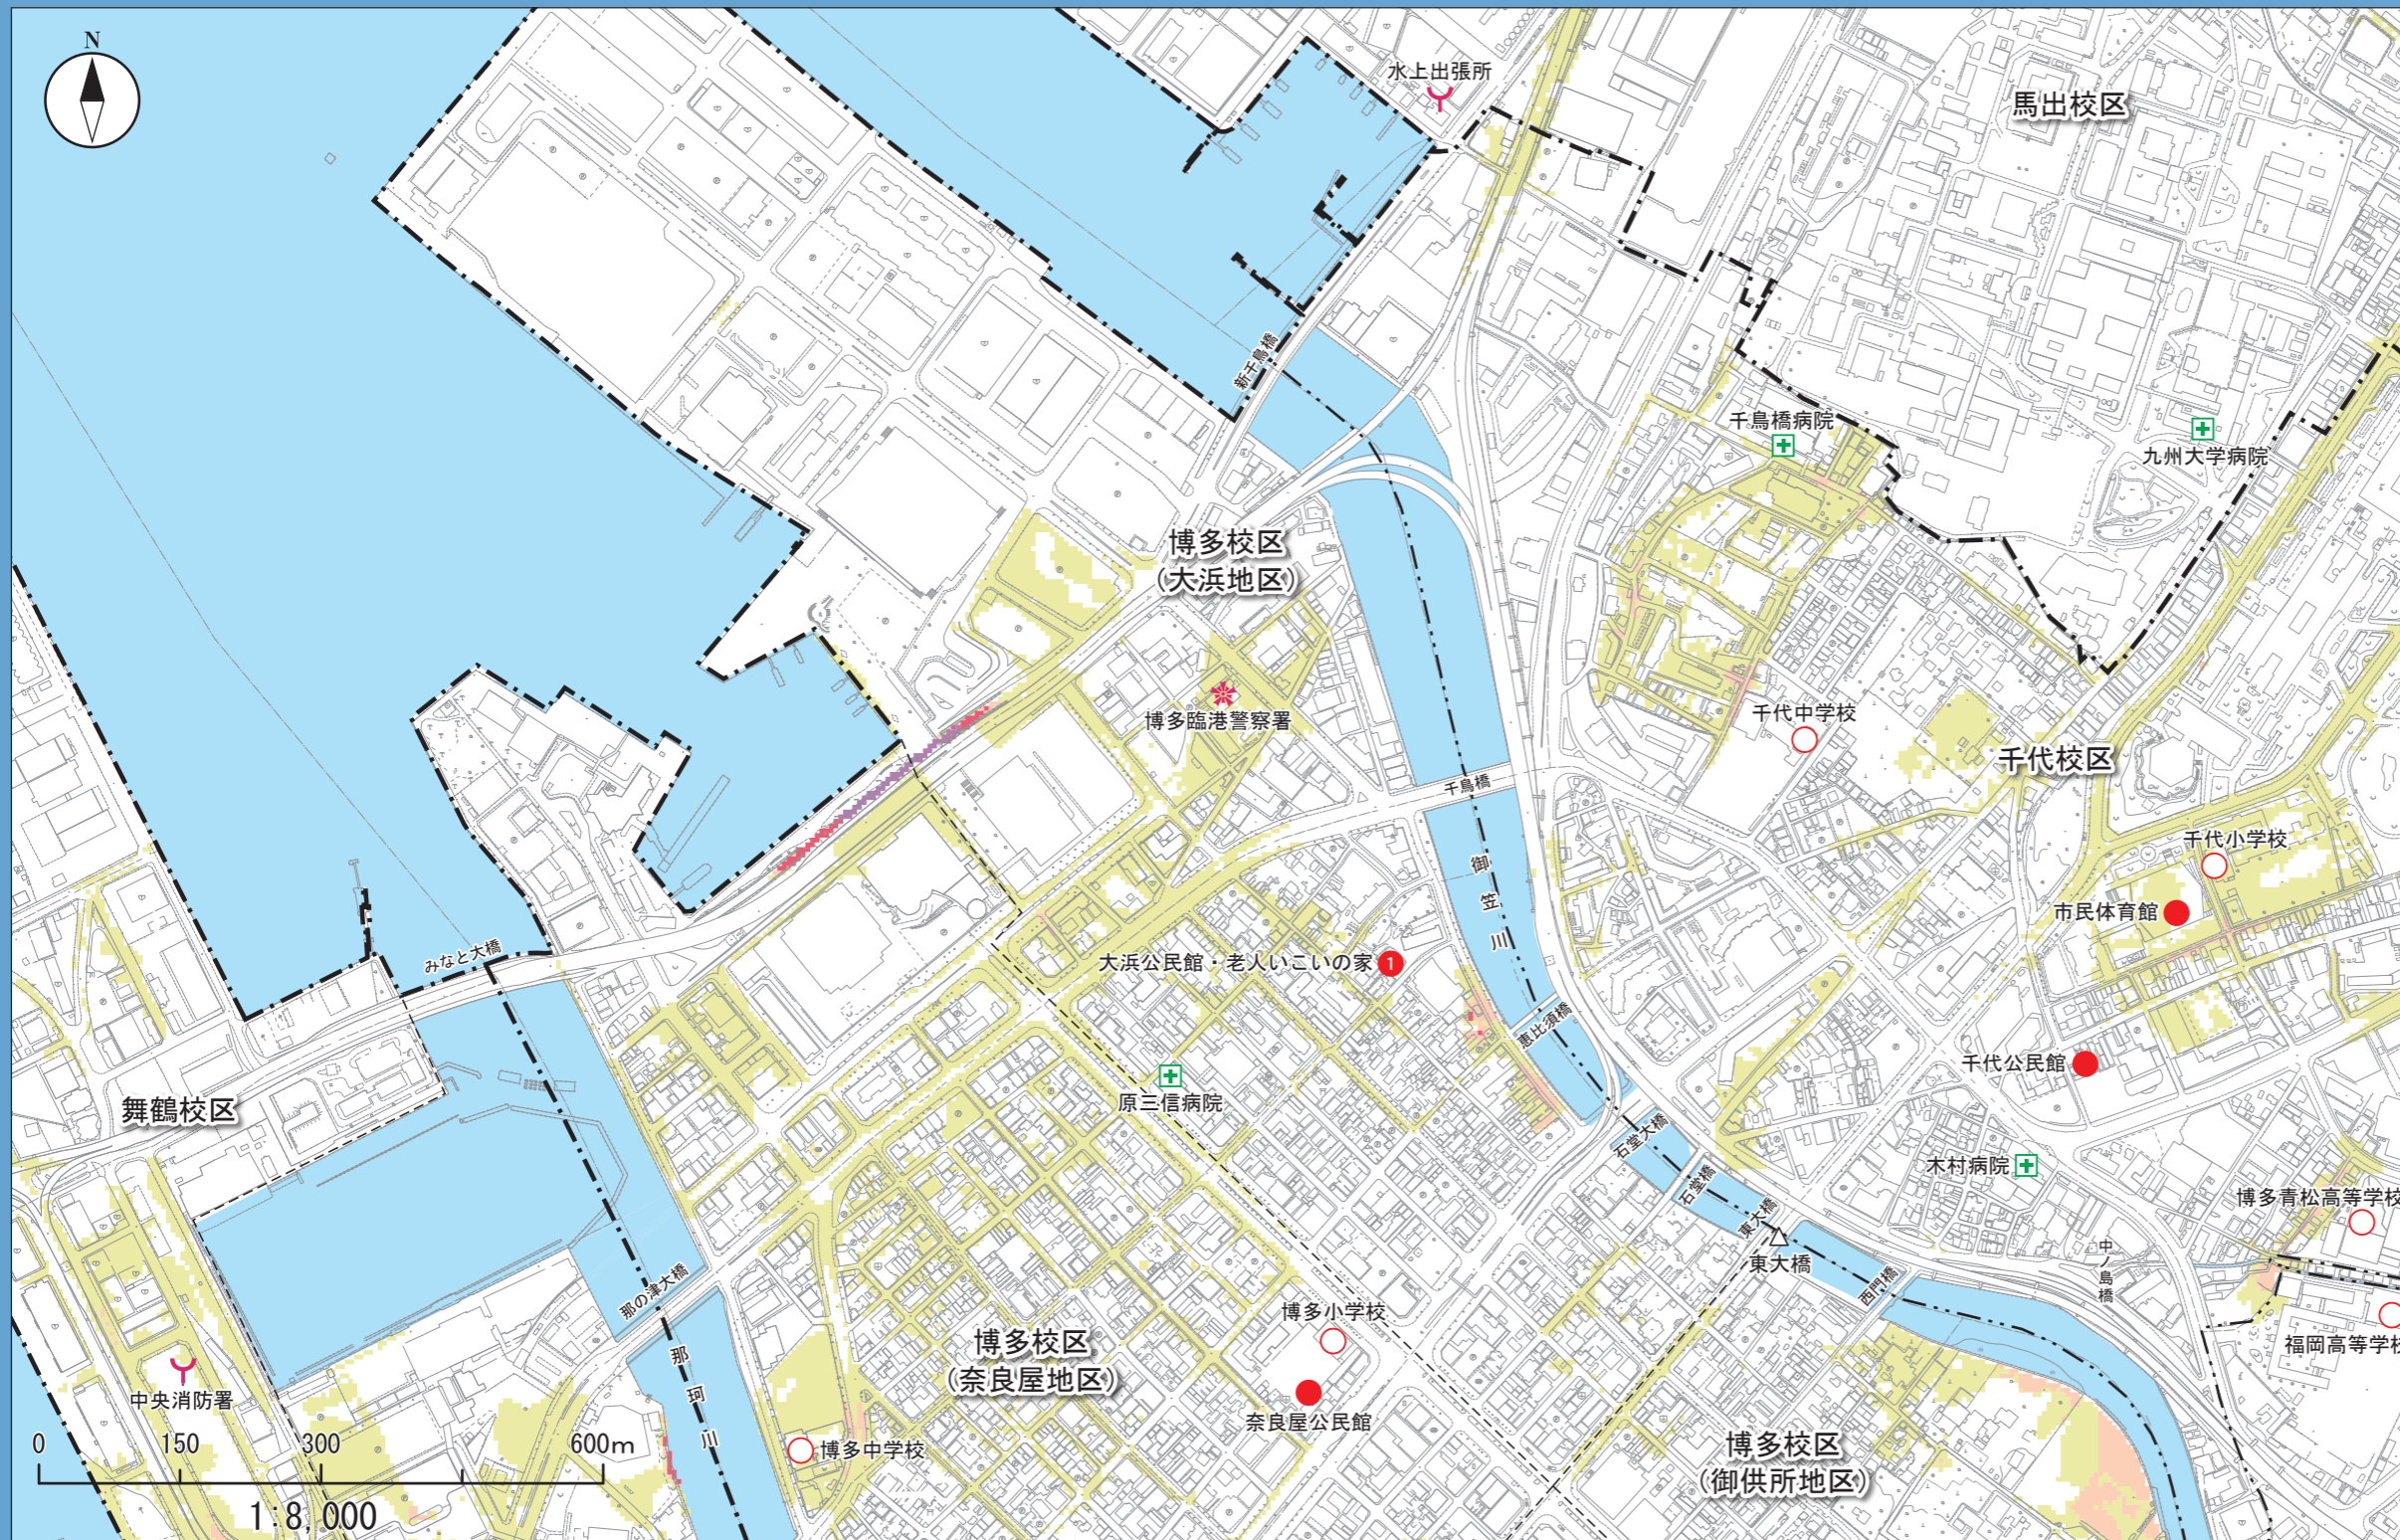 N
水上出張所
馬出校区
新千鳥橋
千鳥橋病院
九州大学病院
博多校区
(大浜地区)
博多臨港警察署
千代中学校
千代校区
千鳥橋
千代小学校
御笠川
市民体育館
みなと大橋
大浜公民館・老人いこいの家 1
恵比須橋
千代公民館
原三信病院
舞鶴校区
石堂大橋
木村病院
石堂橋
博多青松高等学校
東大橋
東大橋
中ノ島橋
西門橋
那の津大橋
博多小学校
福岡高等学校
博多校区
(奈良屋地区)
那珂川
中央消防署
奈良屋公民館
博多中学校
博多校区
(御供所地区)
0 150 300 600m
1:8,000